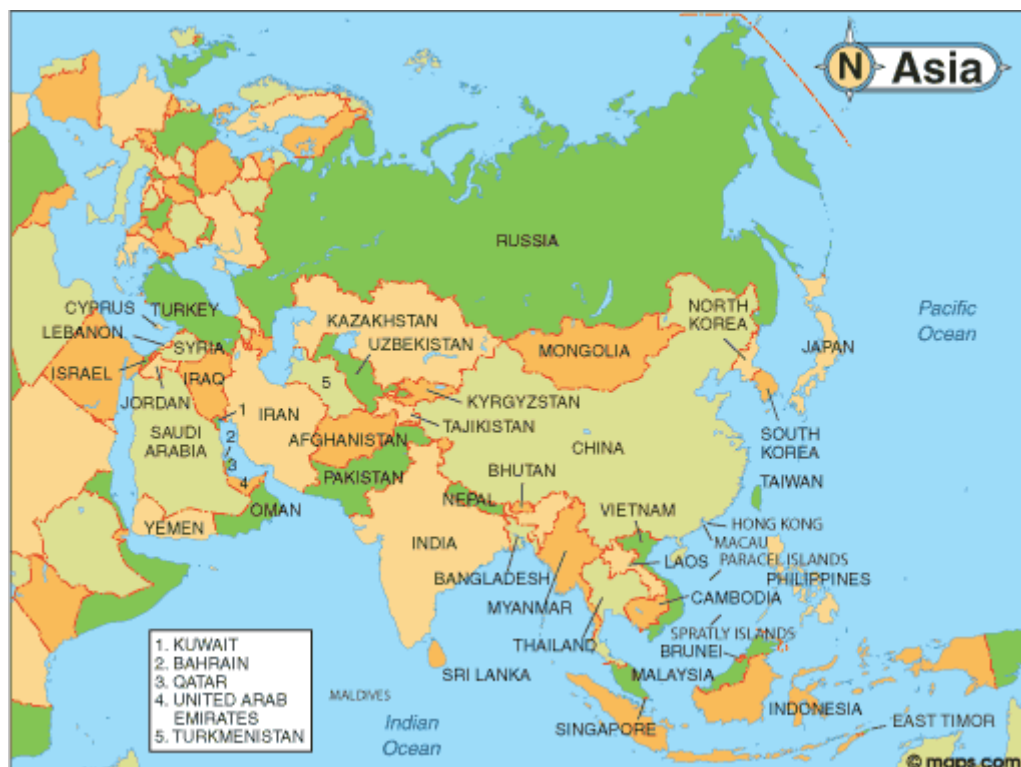 N Asia
RUSSIA
Pacific
Ocean
CYPRUS
TURKEY
LEBANON
SYRIA
ISRAEL
IRAQ
JORDAN
SAUDI
ARABIA
1
2
3
4
IRAN
YEMEN
OMAN
KAZAKHSTAN
UZBEKISTAN
5
KYRGYZSTAN
TAJIKISTAN
AFGHANISTAN
PAKISTAN
MONGOLIA
NORTH
KOREA
JAPAN
SOUTH
KOREA
CHINA
TAIWAN
BHUTAN
NEPAL
INDIA
BANGLADESH
MYANMAR
VIETNAM
HONG KONG
MACAU
LAOS
PARACEL ISLANDS
PHILIPPINES
CAMBODIA
THAILAND
SPRATLY ISLANDS
BRUNEI
MALAYSIA
SRI LANKA
MALDIVES
SINGAPORE
INDONESIA
EAST TIMOR
Indian
Ocean
1. KUWAIT
2. BAHRAIN
3. QATAR
4. UNITED ARAB
EMIRATES
5. TURKMENISTAN
© maps.com